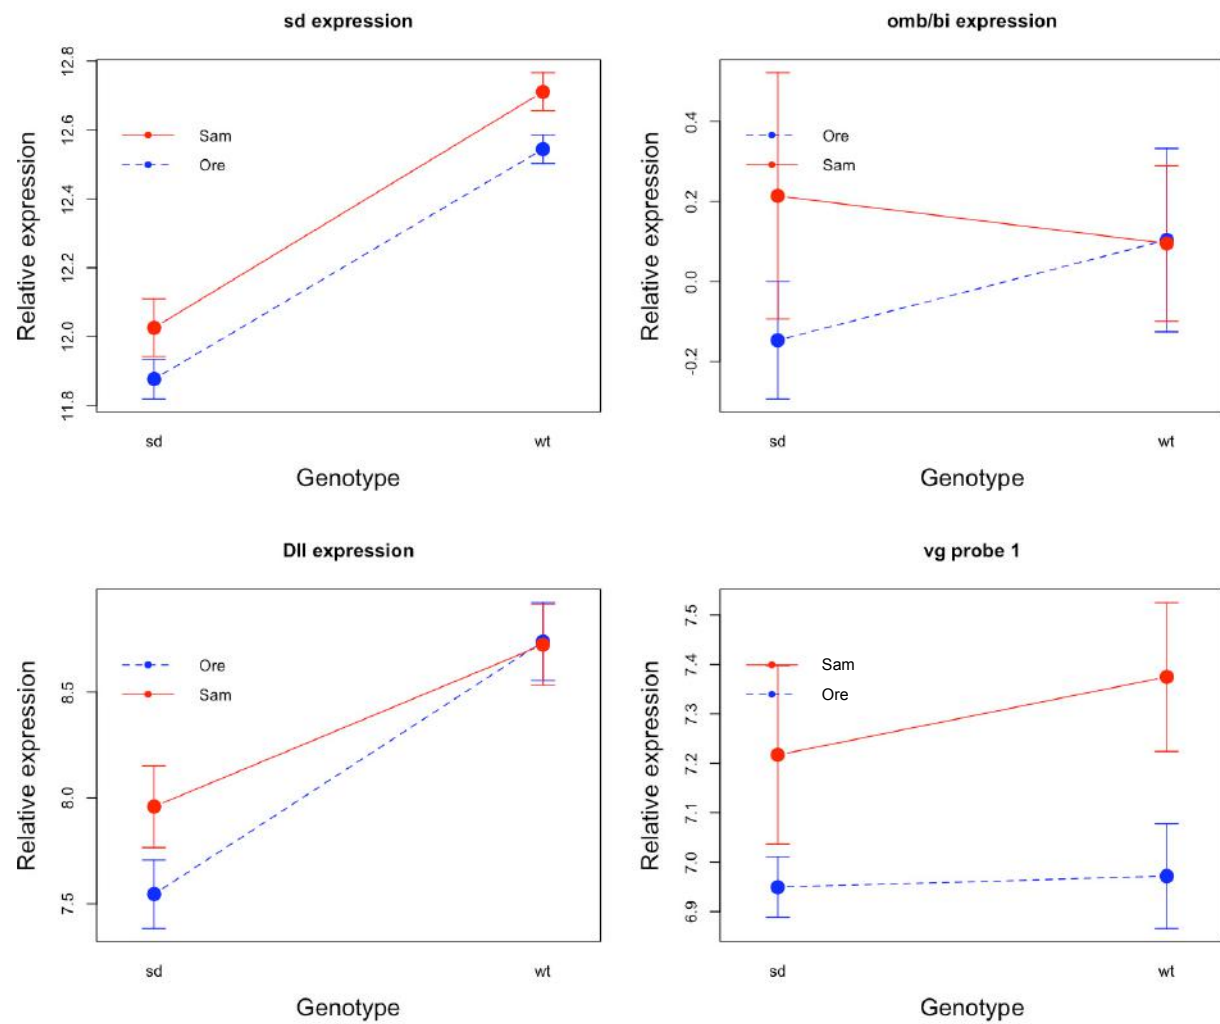 sd expression
Relative expression
12.8
12.6
12.4
12.2
12.0
11.8
Sam
Ore
sd
wt
Genotype
omb/bi expression
Relative expression
0.4
0.2
0.0
-0.2
Ore
Sam
sd
wt
Genotype
Dll expression
Relative expression
8.5
8.0
7.5
Ore
Sam
sd
wt
Genotype
vg probe 1
Relative expression
7.5
7.4
7.3
7.2
7.1
7.0
6.9
Sam
Ore
sd
wt
Genotype